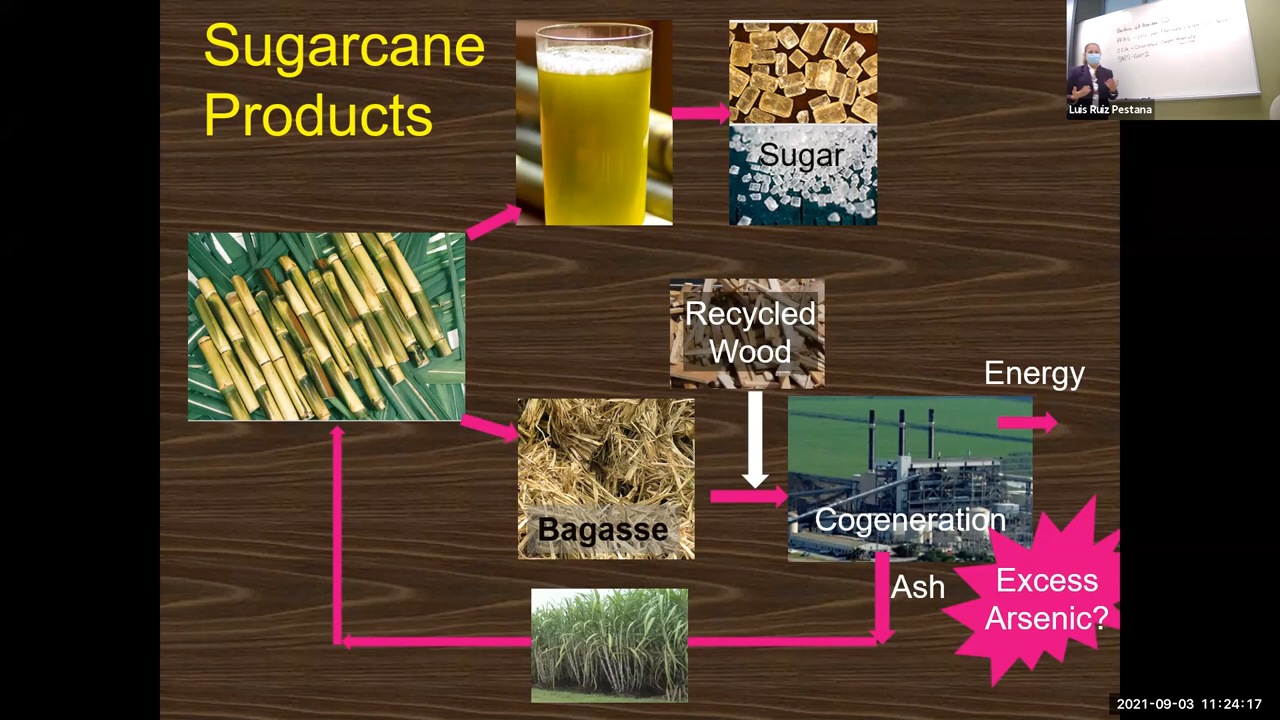 Sugarcane
Products
Sugar
Recycled
Wood
Energy
Bagasse
Cogeneration
Ash
Excess
Arsenic?
Luis Ruiz Pestana
2021-09-03 11:24:17